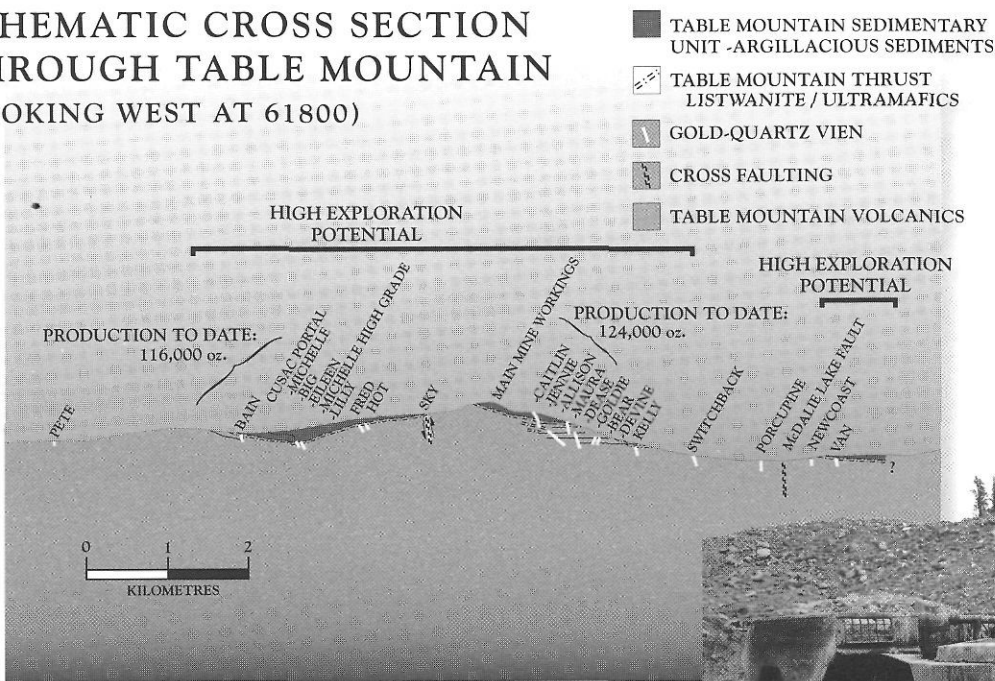 HEMATIC CROSS SECTION
ROUGH TABLE MOUNTAIN
OKING WEST AT 61800)
TABLE MOUNTAIN SEDIMENTARY
UNIT -ARGILLACIOUS SEDIMENTS
TABLE MOUNTAIN THRUST
LISTWANITE / ULTRAMAFICS
GOLD-QUARTZ VIEN
CROSS FAULTING
TABLE MOUNTAIN VOLCANICS
HIGH EXPLORATION
POTENTIAL
HIGH EXPLORATION
POTENTIAL
PRODUCTION TO DATE:
116,000 oz.
PRODUCTION TO DATE:
124,000 oz.
PETE
BAIN
CUSAC PORTAL
-MICHELLE
-BIG
-EILEEN
-MICHELLE HIGH GRADE
-LILLY
FRED
HOT
SKY
MAIN MINE WORKINGS
-CAITLIN
-JENNIE
-ALLISON
-MAURA
-DEASE
-GOLDIE
-BEAR
-DEVINE
KELLY
SWITCHBACK
PORCUPINE
McDALIE LAKE FAULT
NEWCOAST
VAN
?
0 1 2
KILOMETRES